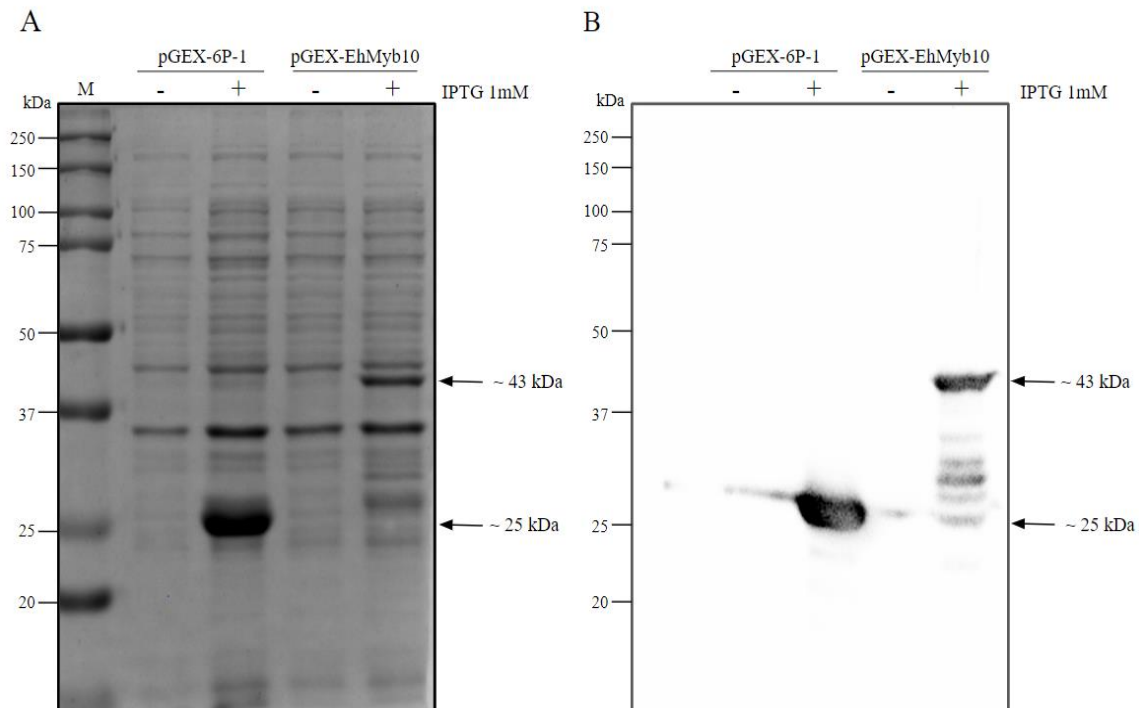 A
pGEX-6P-1 pGEX-EhMyb10
kDa M - + - + IPTG 1mM
250
150
100
75
50
~ 43 kDa
37
25
~ 25 kDa
20
B
pGEX-6P-1 pGEX-EhMyb10
kDa - + - + IPTG 1mM
250
150
100
75
50
~ 43 kDa
37
25
~ 25 kDa
20